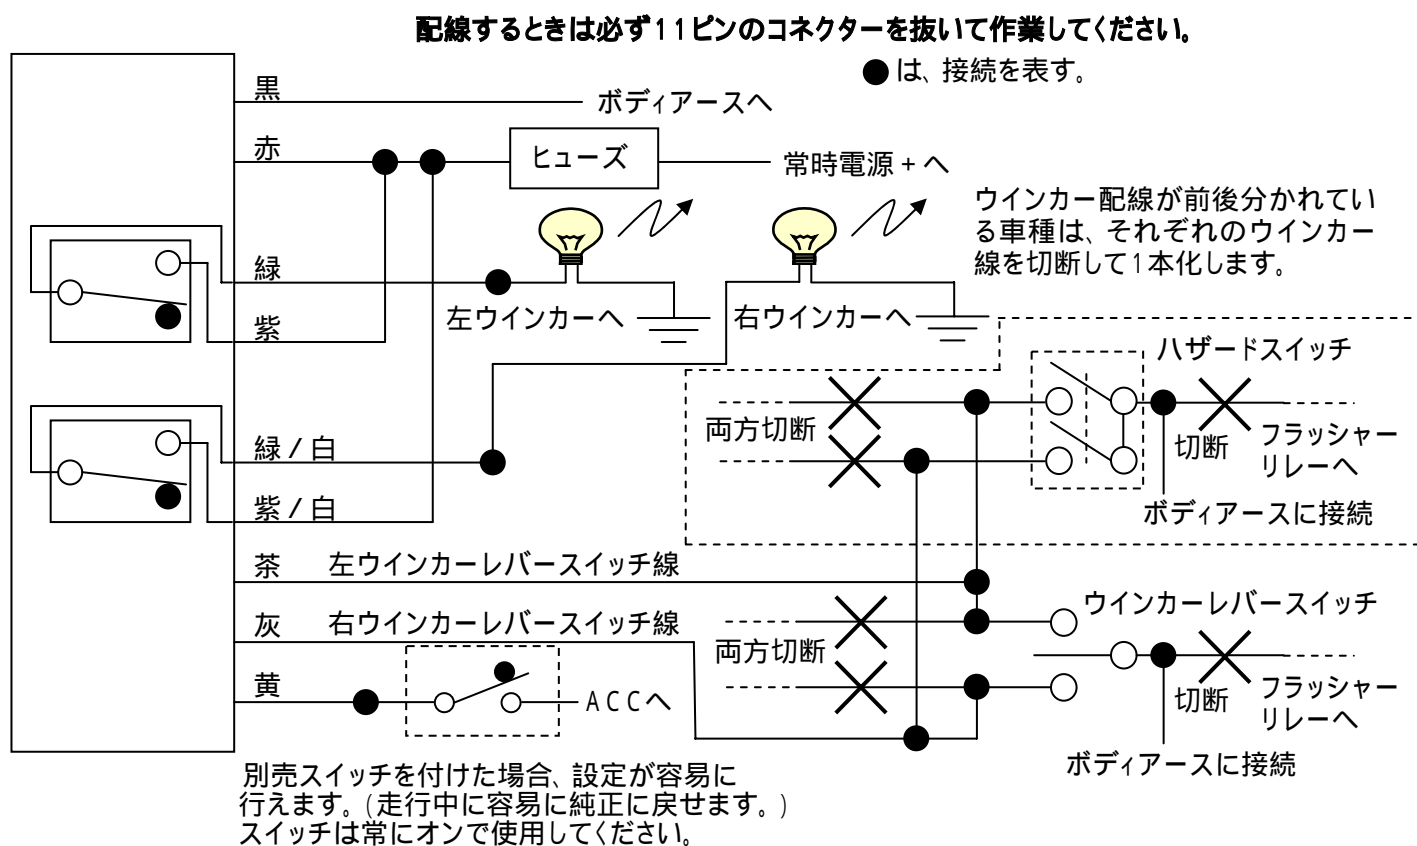 配線するときは必ず11ピンのコネクターを抜いて作業してください。
●は、接続を表す。
黒
ボディアースへ
赤
ヒューズ
常時電源+へ
ウインカー配線が前後分かれてい
る車種は、それぞれのウインカー
線を切断して1本化します。
緑
左ウインカーへ
右ウインカーへ
紫
ハザードスイッチ
両方切断
切断
フラッシャー
リレーへ
ボディアースに接続
緑/白
紫/白
茶
左ウインカーレバースイッチ線
灰
右ウインカーレバースイッチ線
ウインカーレバースイッチ
両方切断
切断
フラッシャー
リレーへ
ボディアースに接続
黄
ACCへ
別売スイッチを付けた場合、設定が容易に
行えます。(走行中に容易に純正に戻せます。)
スイッチは常にオンで使用してください。